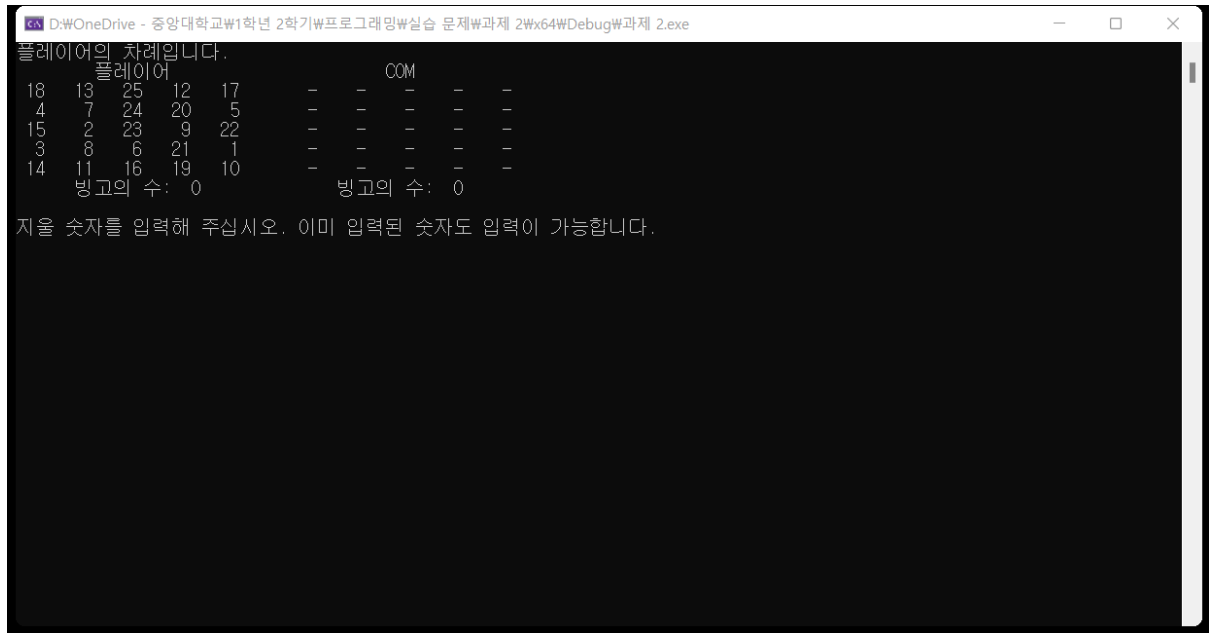 D:₩OneDrive - 중앙대학교₩1학년 2학기₩프로그래밍₩실습 문제₩과제 2₩x64₩Debug₩과제 2.exe
플레이어의 차례입니다.
플레이어 COM
18 13 25 12 17 - - - - -
4 7 24 20 5 - - - - -
15 2 23 9 22 - - - - -
3 8 6 21 1 - - - - -
14 11 16 19 10 - - - - -
빙고의 수: 0 빙고의 수: 0
지울 숫자를 입력해 주십시오. 이미 입력된 숫자도 입력이 가능합니다.